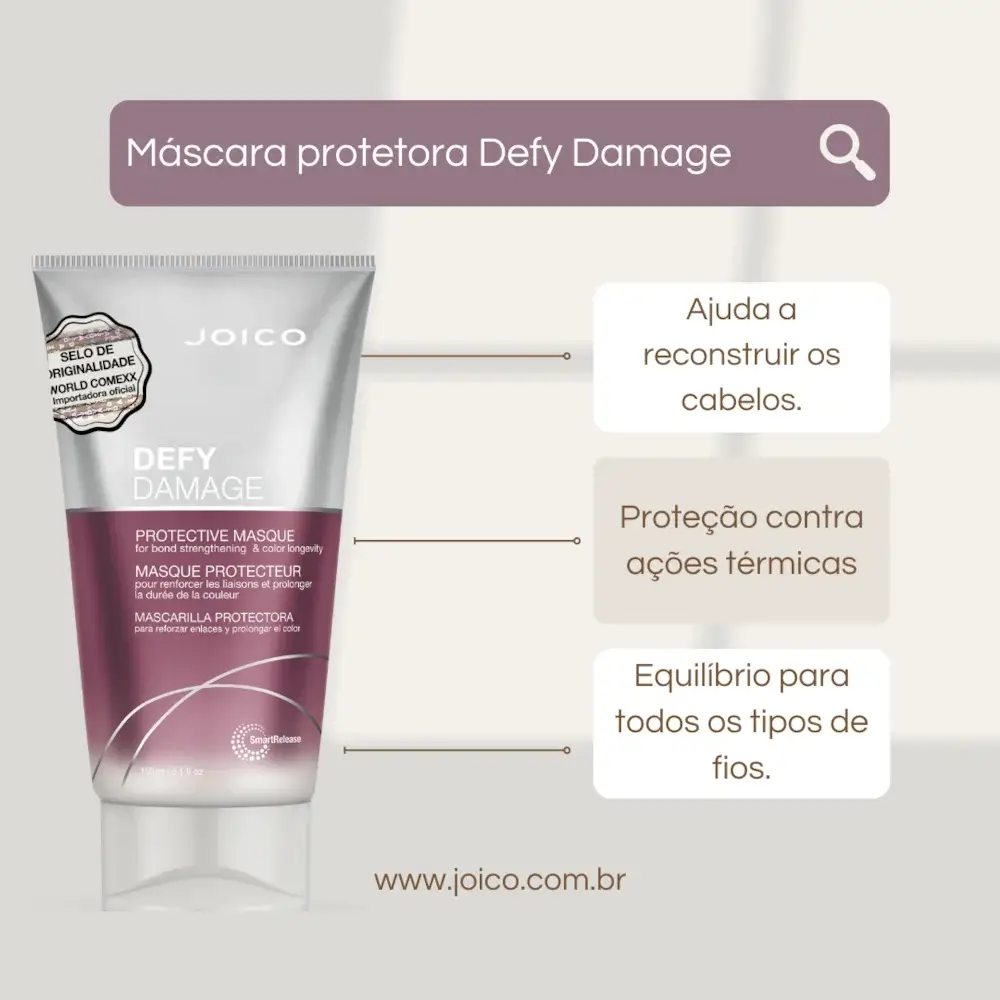 Máscara protetora Defy Damage
JOICO
SELO DE
ORIGINALIDADE
WORLD COMEXX
Importadora oficial
DEFY
DAMAGE
PROTECTIVE MASQUE
for bond strengthening & color longevity
MASQUE PROTECTEUR
pour renforcer les liaisons et prolonger
la durée de la couleur
MASCARILLA PROTECTORA
para reforzar enlaces y prolongar el color
SmartRelease
Ajuda a
reconstruir os
cabelos.
Proteção contra
ações térmicas
Equilíbrio para
todos os tipos de
fios.
www.joico.com.br